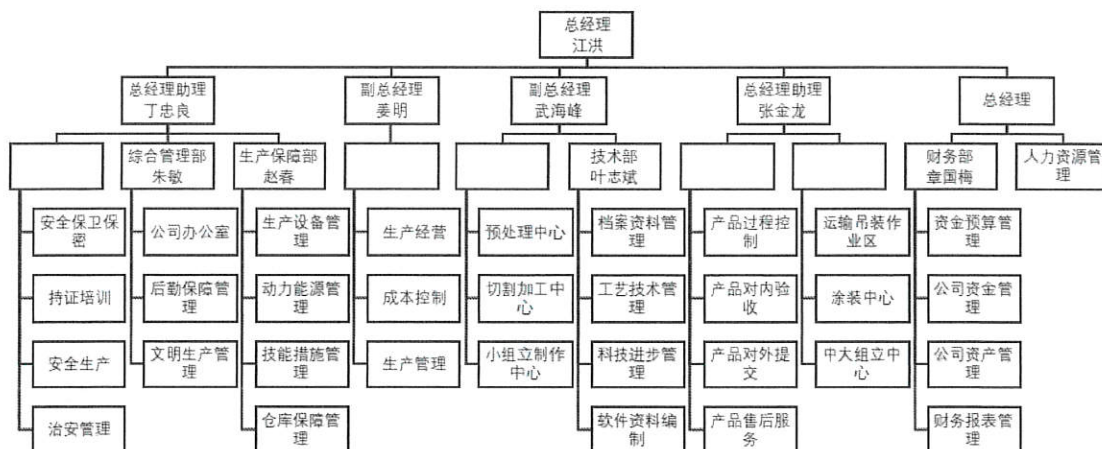 总经理
江洪
总经理助理
丁忠良
副总经理
姜明
副总经理
武海峰
总经理助理
张金龙
总经理
综合管理部
朱敏
生产保障部
赵春
技术部
叶志斌
财务部
章国梅
人力资源管
理
安全保卫保
密
公司办公室
生产设备管
理
生产经营
预处理中心
档案资料管
理
产品过程控
制
运输吊装作
业区
资金预算管
理
持证培训
后勤保障管
理
动力能源管
理
成本控制
切割加工中
心
工艺技术管
理
产品对内验
收
涂装中心
公司资金管
理
安全生产
文明生产管
理
技能措施管
理
生产管理
小组立制作
中心
科技进步管
理
产品对外提
交
中大组立中
心
公司资产管
理
治安管理
仓库保障管
理
软件资料编
制
产品售后服
务
财务报表管
理